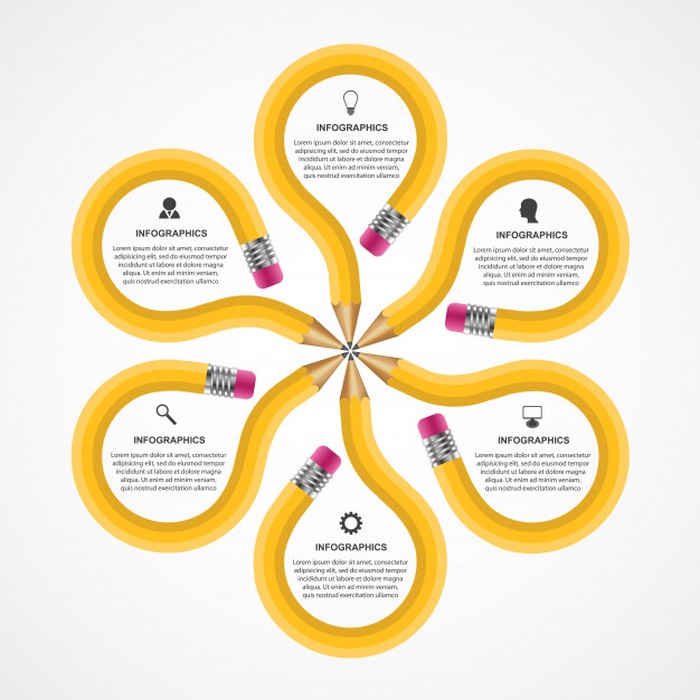 INFOGRAPHICS
Lorem ipsum dolor sit amet, consectetur
adipisicing elit, sed do eiusmod tempor
incididunt ut labore et dolore magna
aliqua. Ut enim ad minim veniam,
quis nostrud exercitation ullamco
INFOGRAPHICS
Lorem ipsum dolor sit amet, consectetur
adipisicing elit, sed do eiusmod tempor
incididunt ut labore et dolore magna
aliqua. Ut enim ad minim veniam,
quis nostrud exercitation ullamco
INFOGRAPHICS
Lorem ipsum dolor sit amet, consectetur
adipisicing elit, sed do eiusmod tempor
incididunt ut labore et dolore magna
aliqua. Ut enim ad minim veniam,
quis nostrud exercitation ullamco
INFOGRAPHICS
Lorem ipsum dolor sit amet, consectetur
adipisicing elit, sed do eiusmod tempor
incididunt ut labore et dolore magna
aliqua. Ut enim ad minim veniam,
quis nostrud exercitation ullamco
INFOGRAPHICS
Lorem ipsum dolor sit amet, consectetur
adipisicing elit, sed do eiusmod tempor
incididunt ut labore et dolore magna
aliqua. Ut enim ad minim veniam,
quis nostrud exercitation ullamco
INFOGRAPHICS
Lorem ipsum dolor sit amet, consectetur
adipisicing elit, sed do eiusmod tempor
incididunt ut labore et dolore magna
aliqua. Ut enim ad minim veniam,
quis nostrud exercitation ullamco